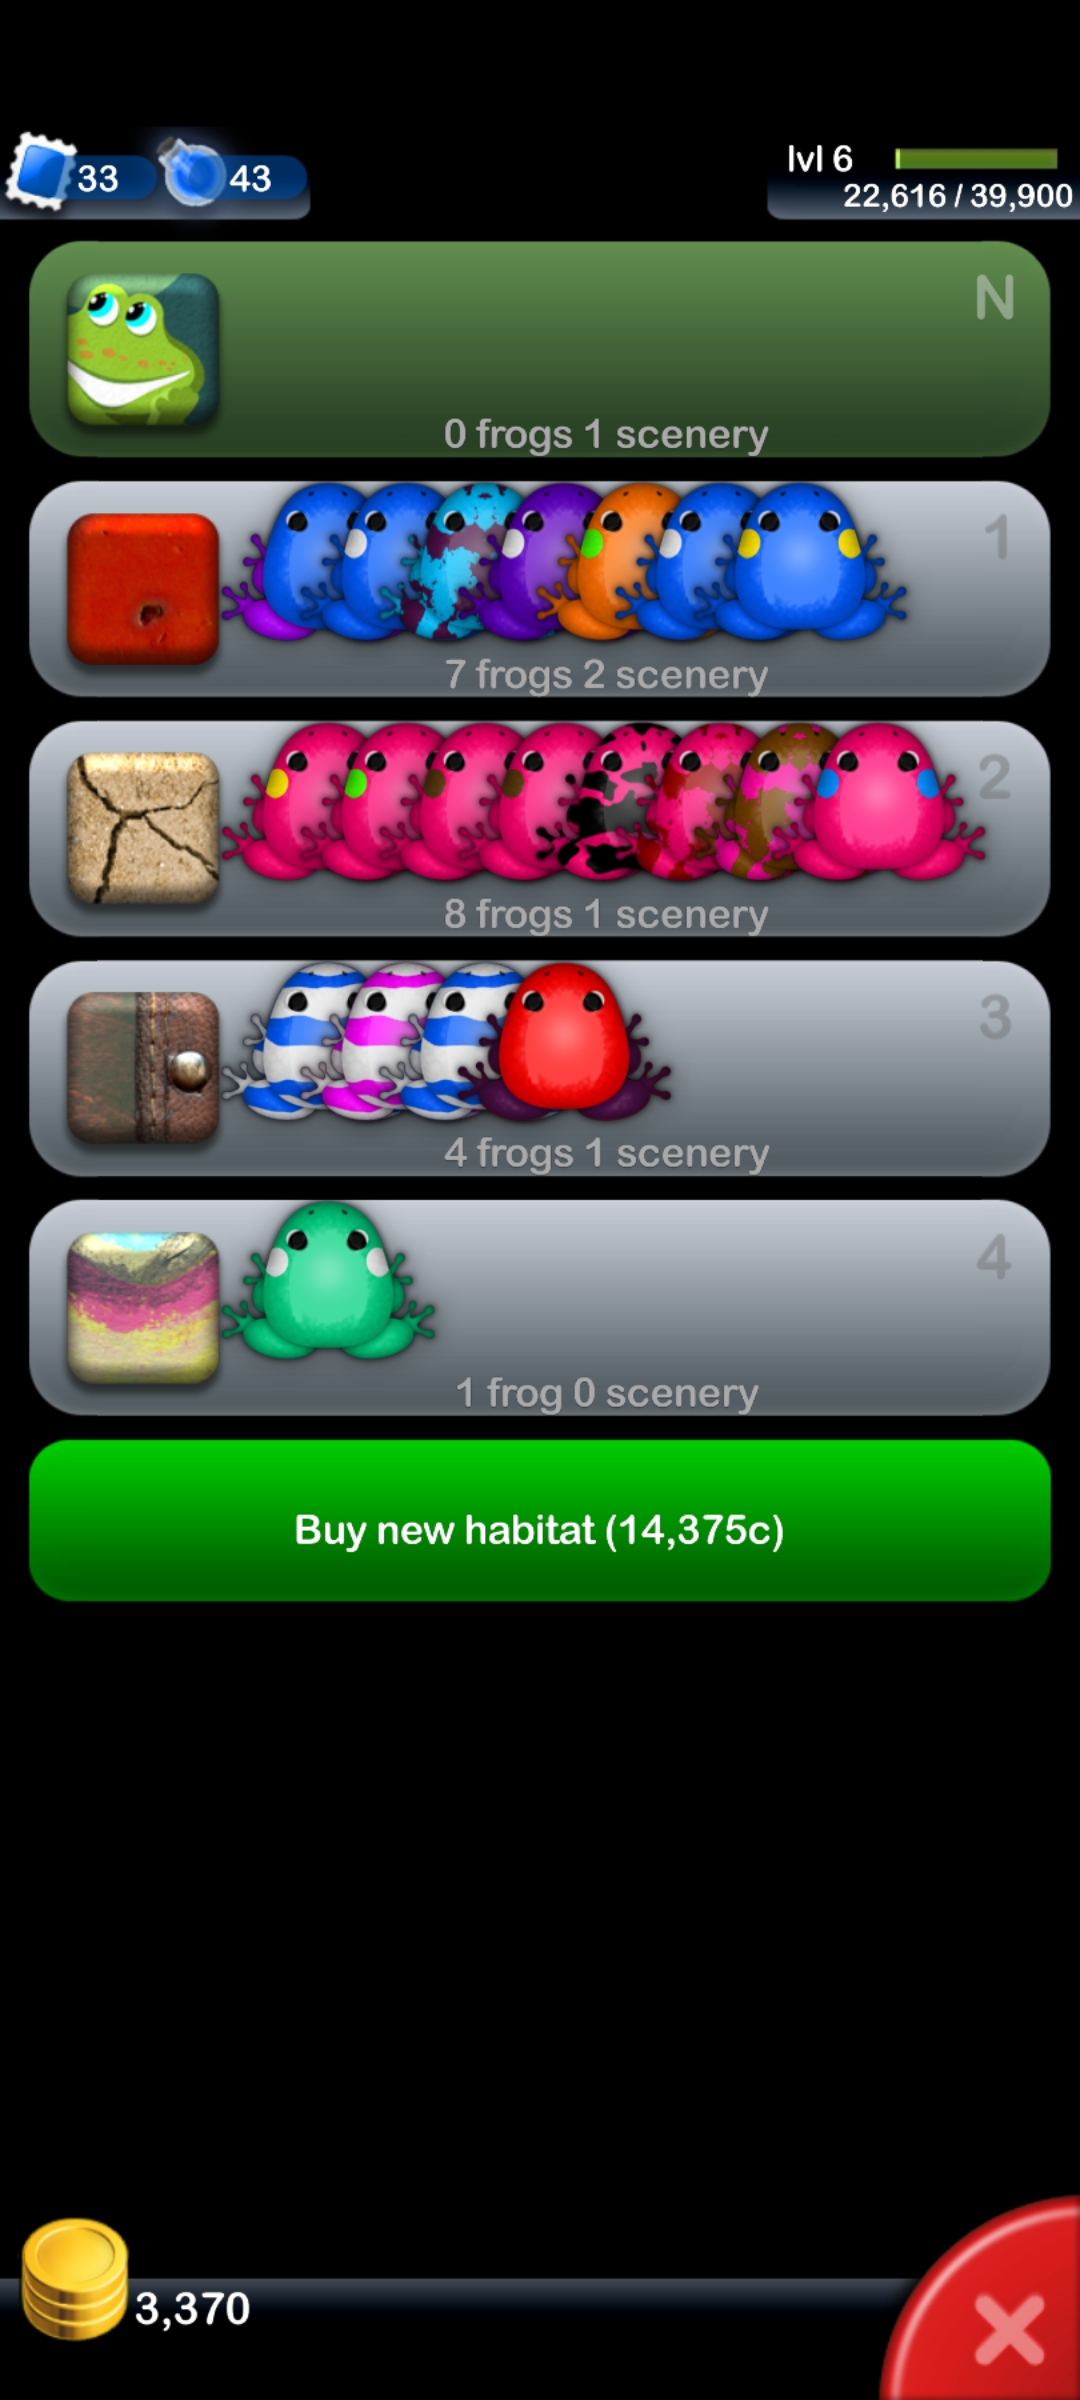 33
43
lvl 6
22,616 / 39,900
N
0 frogs 1 scenery
1
7 frogs 2 scenery
2
8 frogs 1 scenery
3
4 frogs 1 scenery
4
1 frog 0 scenery
Buy new habitat (14,375c)
3,370